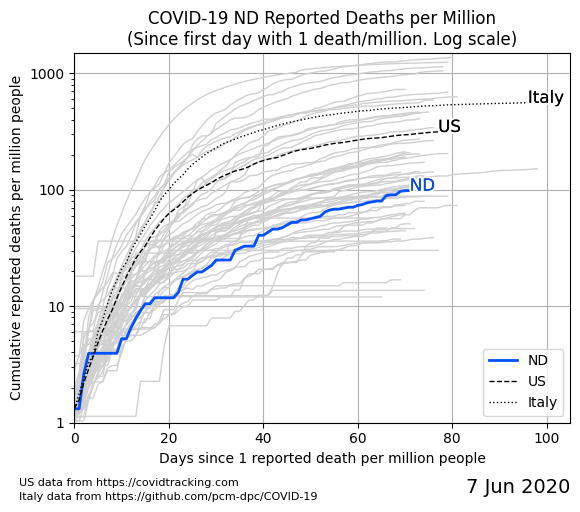 COVID-19 ND Reported Deaths per Million
(Since first day with 1 death/million. Log scale)
Cumulative reported deaths per million people
1000
100
10
1
Italy
US
ND
ND
US
Italy
0 20 40 60 80 100
Days since 1 reported death per million people
US data from https://covidtracking.com
Italy data from https://github.com/pcm-dpc/COVID-19
7 Jun 2020